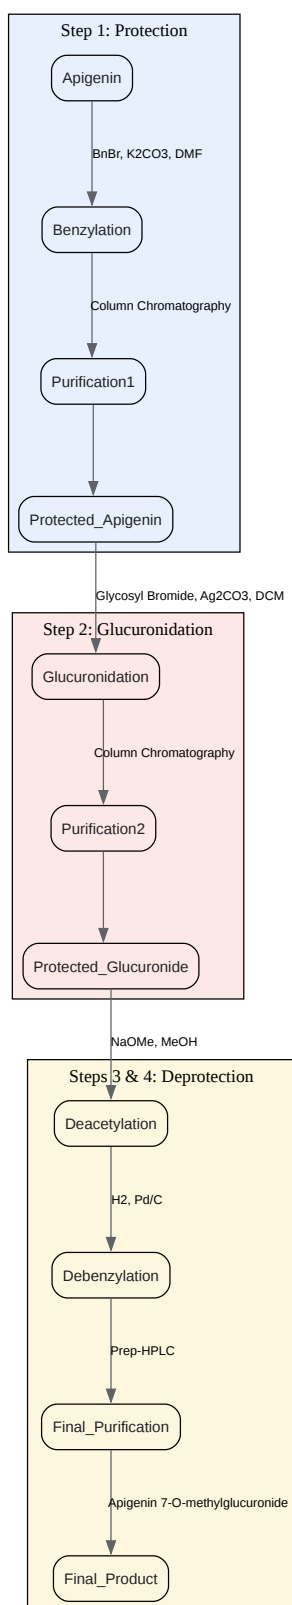 Step 1: Protection
Apigenin
BnBr, K2CO3, DMF
Benzylation
Column Chromatography
Purification1
Protected_Apigenin
Glycosyl Bromide, Ag2CO3, DCM
Step 2: Glucuronidation
Glucuronidation
Column Chromatography
Purification2
Protected_Glucuronide
NaOMe, MeOH
Steps 3 & 4: Deprotection
Deacetylation
H2, Pd/C
Debenzylation
Prep-HPLC
Final_Purification
Apigenin 7-O-methylglucuronide
Final_Product